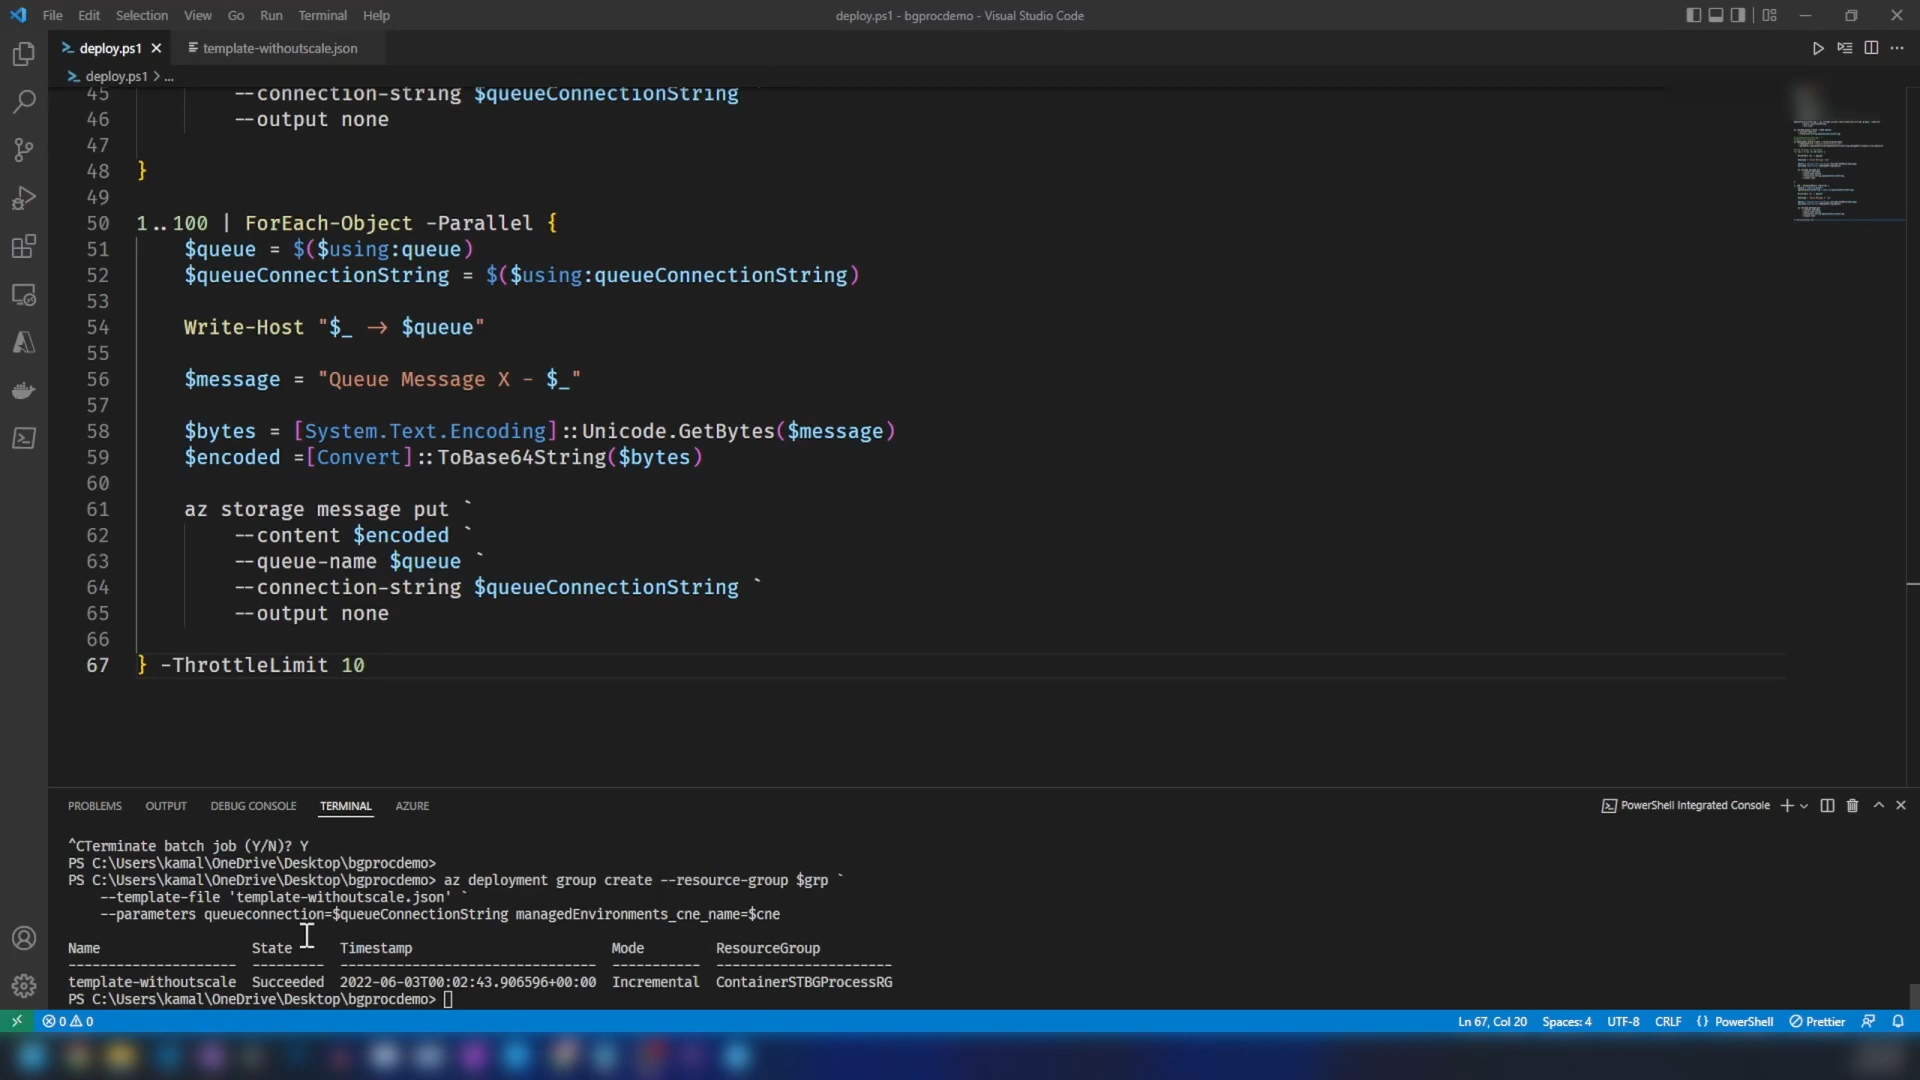 File Edit Selection View Go Run Terminal Help
deploy.ps1 - bgprocdemo - Visual Studio Code
deploy.ps1 template-withoutscale.json
deploy.ps1 > ...
45 --connection-string $queueConnectionString `
46 --output none
47
48 }
49
50 1..100 | ForEach-Object -Parallel {
51 $queue = $($using:queue)
52 $queueConnectionString = $($using:queueConnectionString)
53
54 Write-Host "$_ -> $queue"
55
56 $message = "Queue Message X - $_"
57
58 $bytes = [System.Text.Encoding]::Unicode.GetBytes($message)
59 $encoded =[Convert]::ToBase64String($bytes)
60
61 az storage message put `
62 --content $encoded `
63 --queue-name $queue `
64 --connection-string $queueConnectionString `
65 --output none
66
67 } -ThrottleLimit 10
PROBLEMS OUTPUT DEBUG CONSOLE TERMINAL AZURE
PowerShell Integrated Console
^CTerminate batch job (Y/N)? Y
PS C:\Users\kamal\OneDrive\Desktop\bgprocdemo>
PS C:\Users\kamal\OneDrive\Desktop\bgprocdemo> az deployment group create --resource-group $grp `
--template-file 'template-withoutscale.json' `
--parameters queueconnection=$queueConnectionString managedEnvironments_cne_name=$cne
Name State Timestamp Mode ResourceGroup
-------------------- --------- -------------------------------- ----------- ---------------------
template-withoutscale Succeeded 2022-06-03T00:02:43.906596+00:00 Incremental ContainerSTBGProcessRG
PS C:\Users\kamal\OneDrive\Desktop\bgprocdemo>
0 0 Ln 67, Col 20 Spaces: 4 UTF-8 CRLF {} PowerShell Prettier